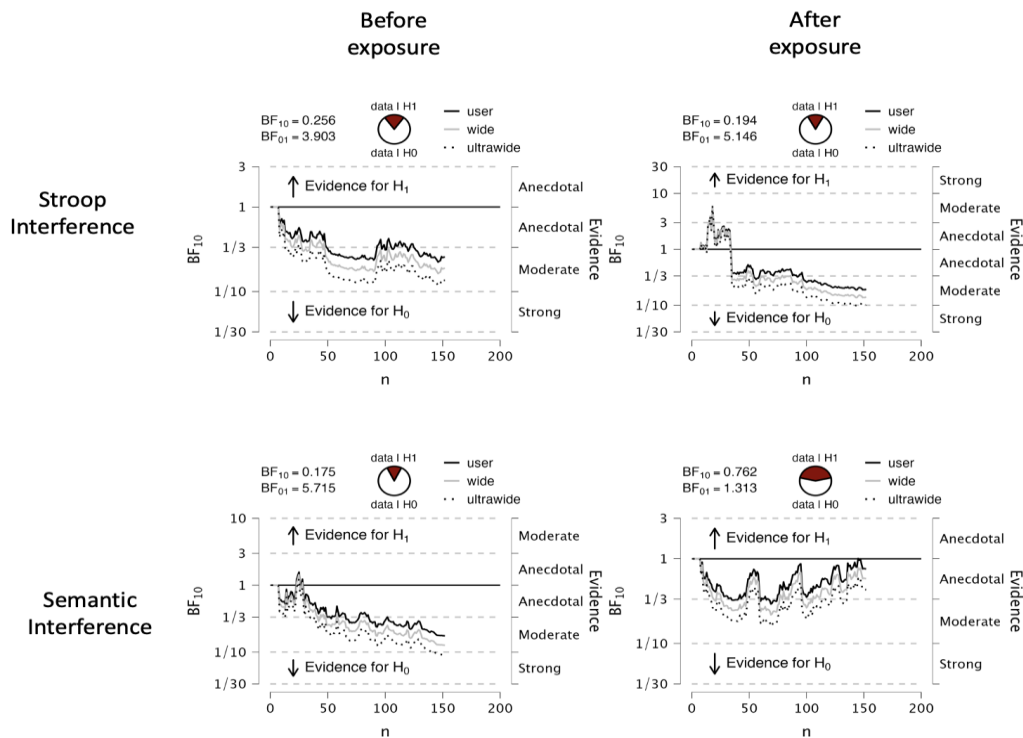 Before
exposure
After
exposure
Stroop
Interference
BF10 = 0.256
BF01 = 3.903
data | H1
data | H0
user
wide
ultrawide
3
1
1/3
1/10
1/30
BF10
Evidence for H1
Evidence for H0
Anecdotal
Anecdotal
Moderate
Strong
Evidence
0 50 100 150 200
n
BF10 = 0.194
BF01 = 5.146
data | H1
data | H0
user
wide
ultrawide
30
10
3
1
1/3
1/10
1/30
BF10
Evidence for H1
Evidence for H0
Strong
Moderate
Anecdotal
Anecdotal
Moderate
Strong
Evidence
0 50 100 150 200
n
Semantic
Interference
BF10 = 0.175
BF01 = 5.715
data | H1
data | H0
user
wide
ultrawide
10
3
1
1/3
1/10
1/30
BF10
Evidence for H1
Evidence for H0
Moderate
Anecdotal
Anecdotal
Moderate
Strong
Evidence
0 50 100 150 200
n
BF10 = 0.762
BF01 = 1.313
data | H1
data | H0
user
wide
ultrawide
3
1
1/3
1/10
1/30
BF10
Evidence for H1
Evidence for H0
Anecdotal
Anecdotal
Moderate
Strong
Evidence
0 50 100 150 200
n